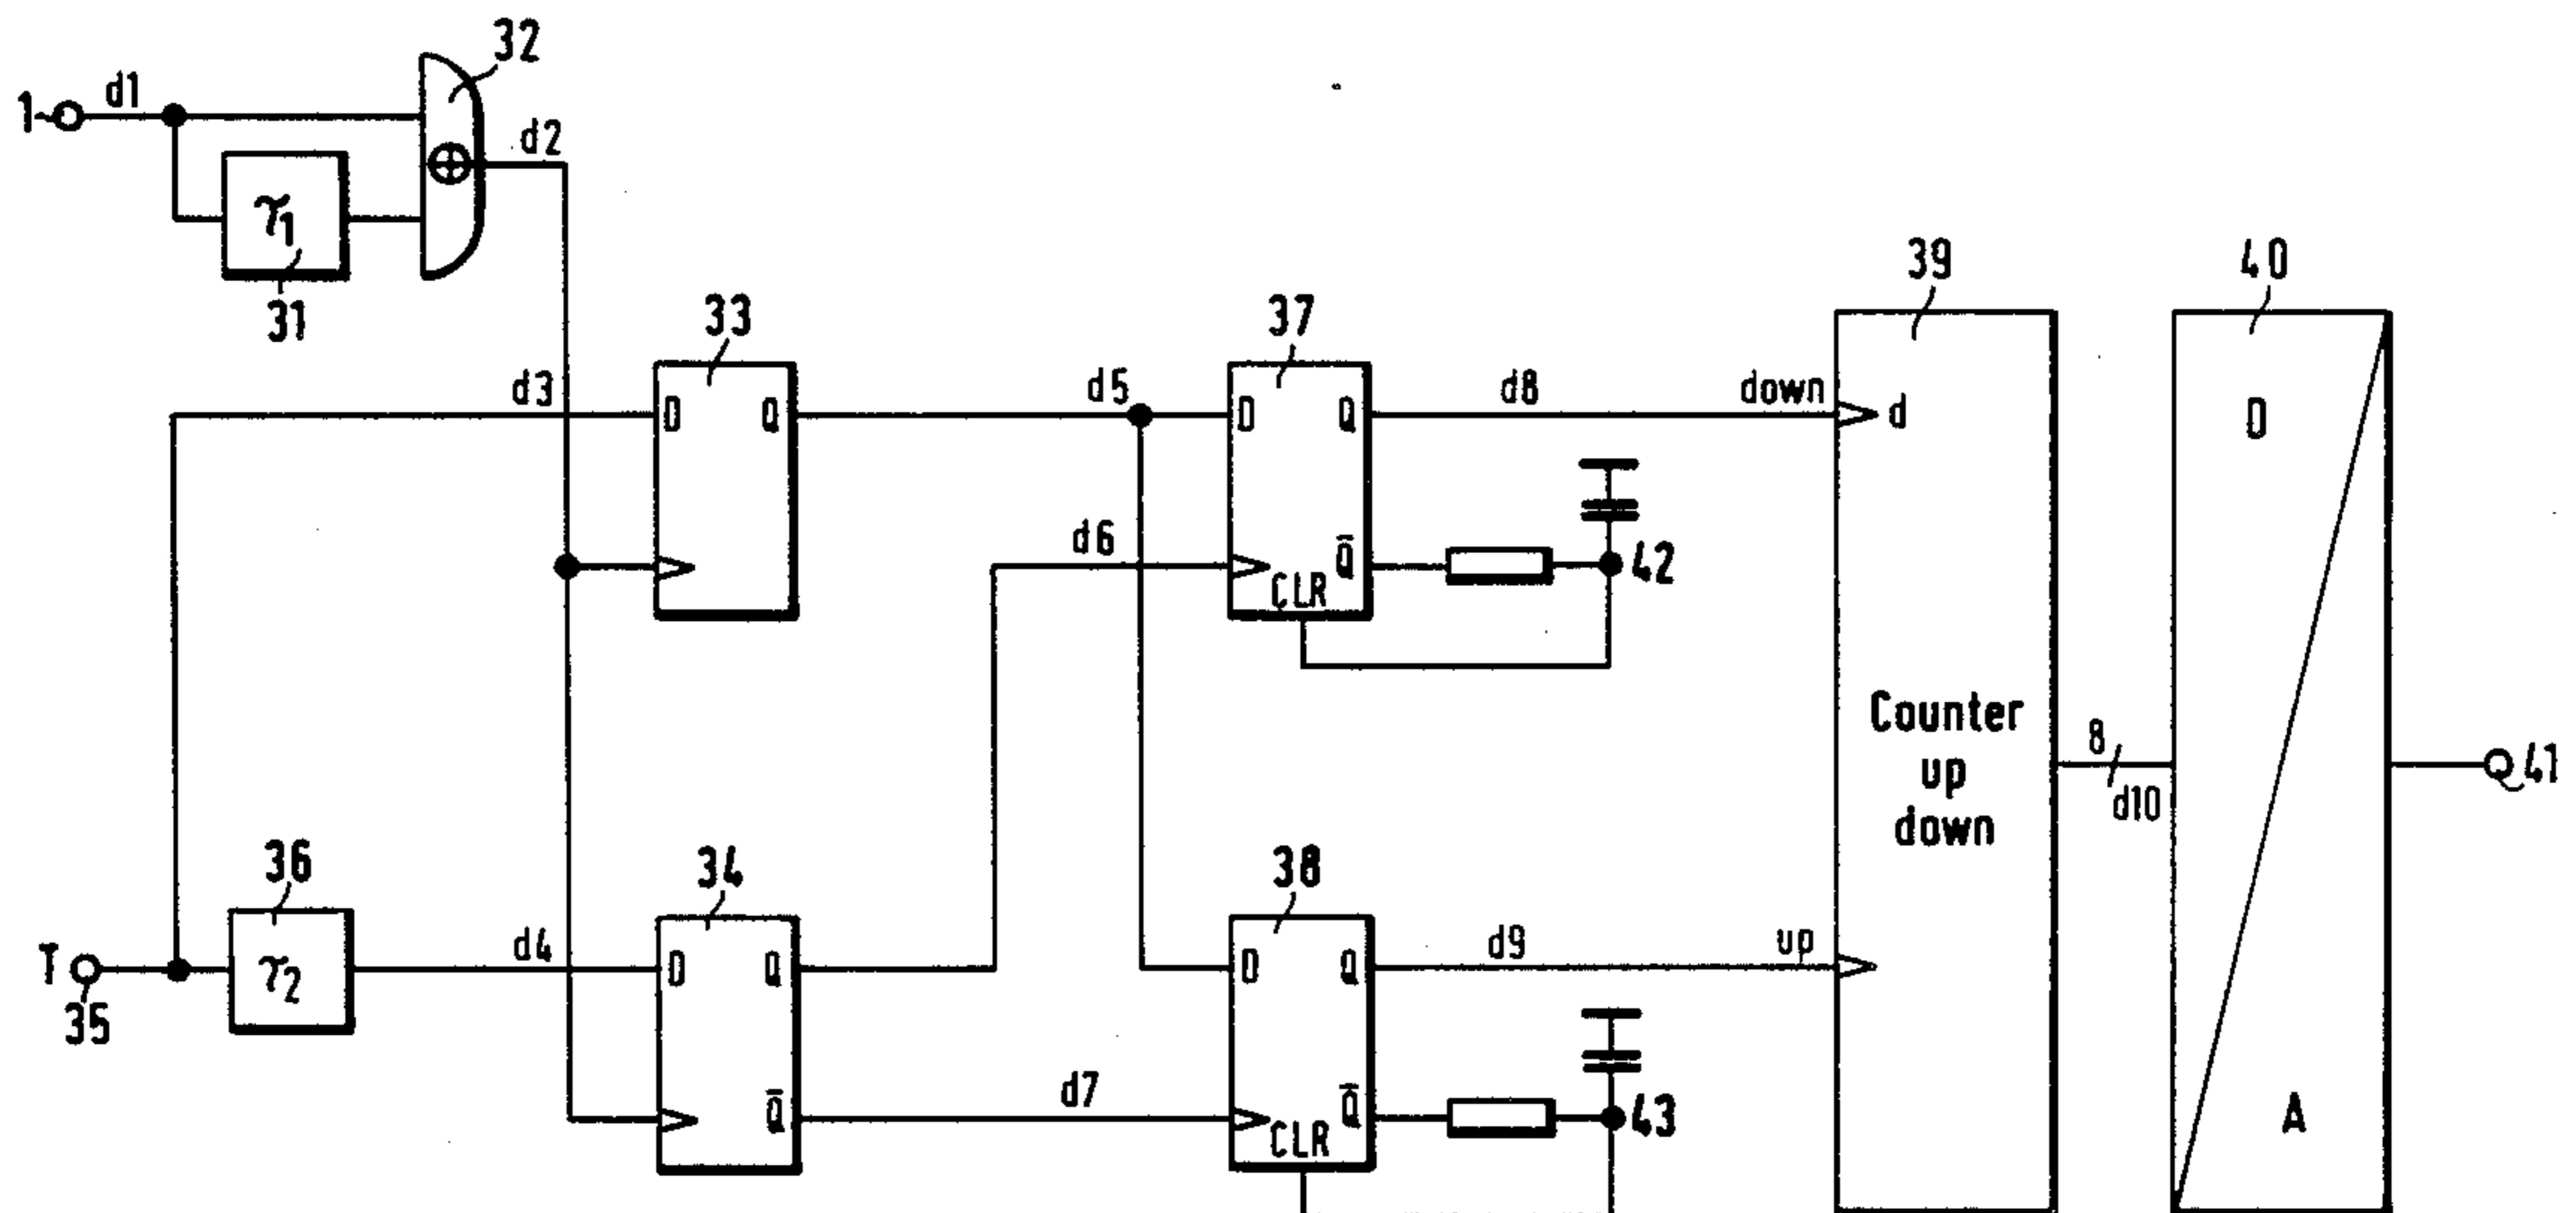 32
1
d1
d2
τ1
31
33
37
39
40
d3
D
Q
d5
D
Q
d8
down
d
D
d6
CLR
Q̄
42
Counter
up
down
8
d10
41
36
34
38
T
35
τ2
d4
D
Q
D
Q
d9
up
Q̄
d7
CLR
Q̄
43
A